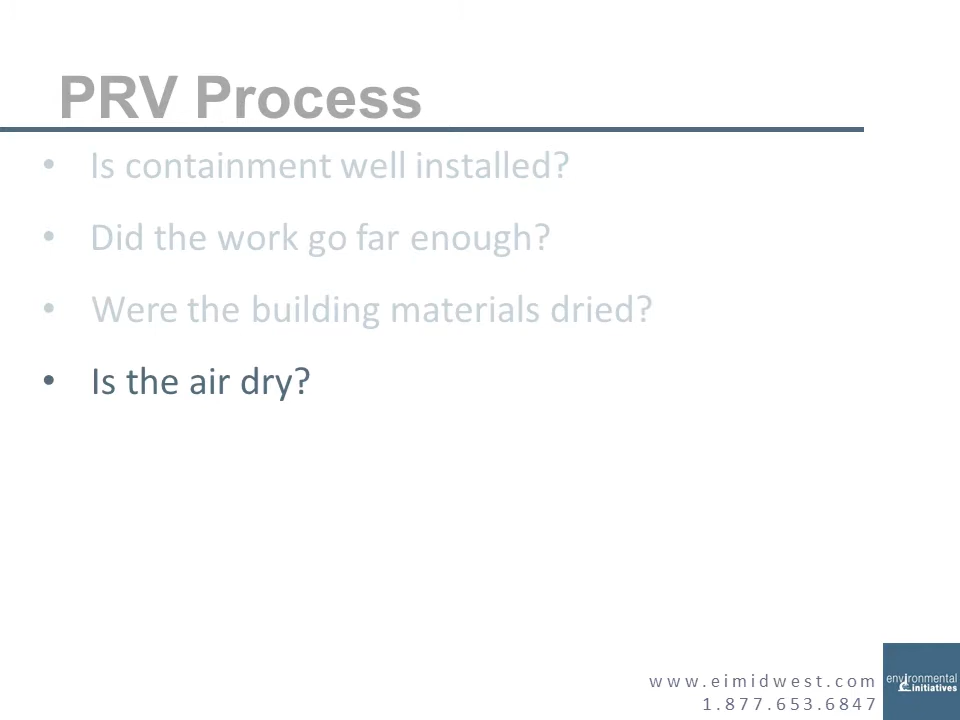 PRV Process
• Is containment well installed?
• Did the work go far enough?
• Were the building materials dried?
• Is the air dry?
www.eimidwest.com
1.877.653.6847
environmental
initiatives